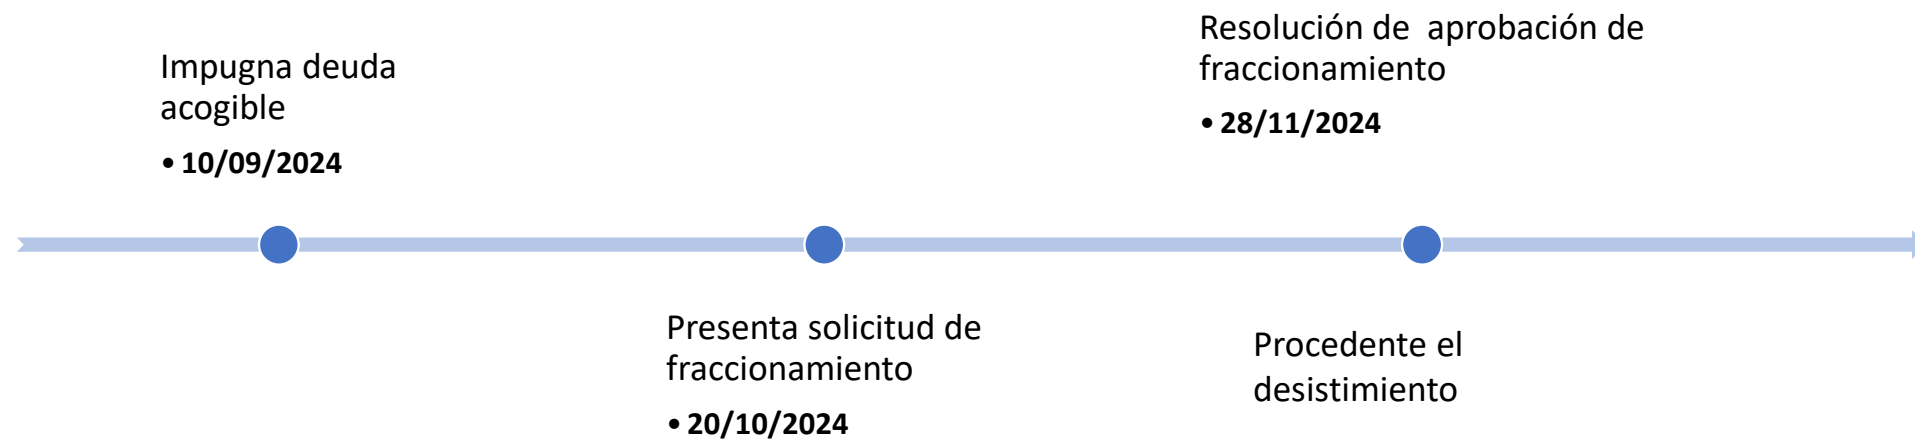 Impugna deuda
acogible
• 10/09/2024
Presenta solicitud de
fraccionamiento
• 20/10/2024
Resolución de aprobación de
fraccionamiento
• 28/11/2024
Procedente el
desistimiento